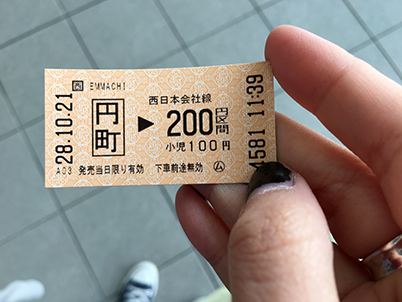 28.10.21
西 EMMACHI
円町
▶
西日本会社線
200円区間
小児100円
A03 発売当日限り有効 下車前途無効 ム
4581 11:39